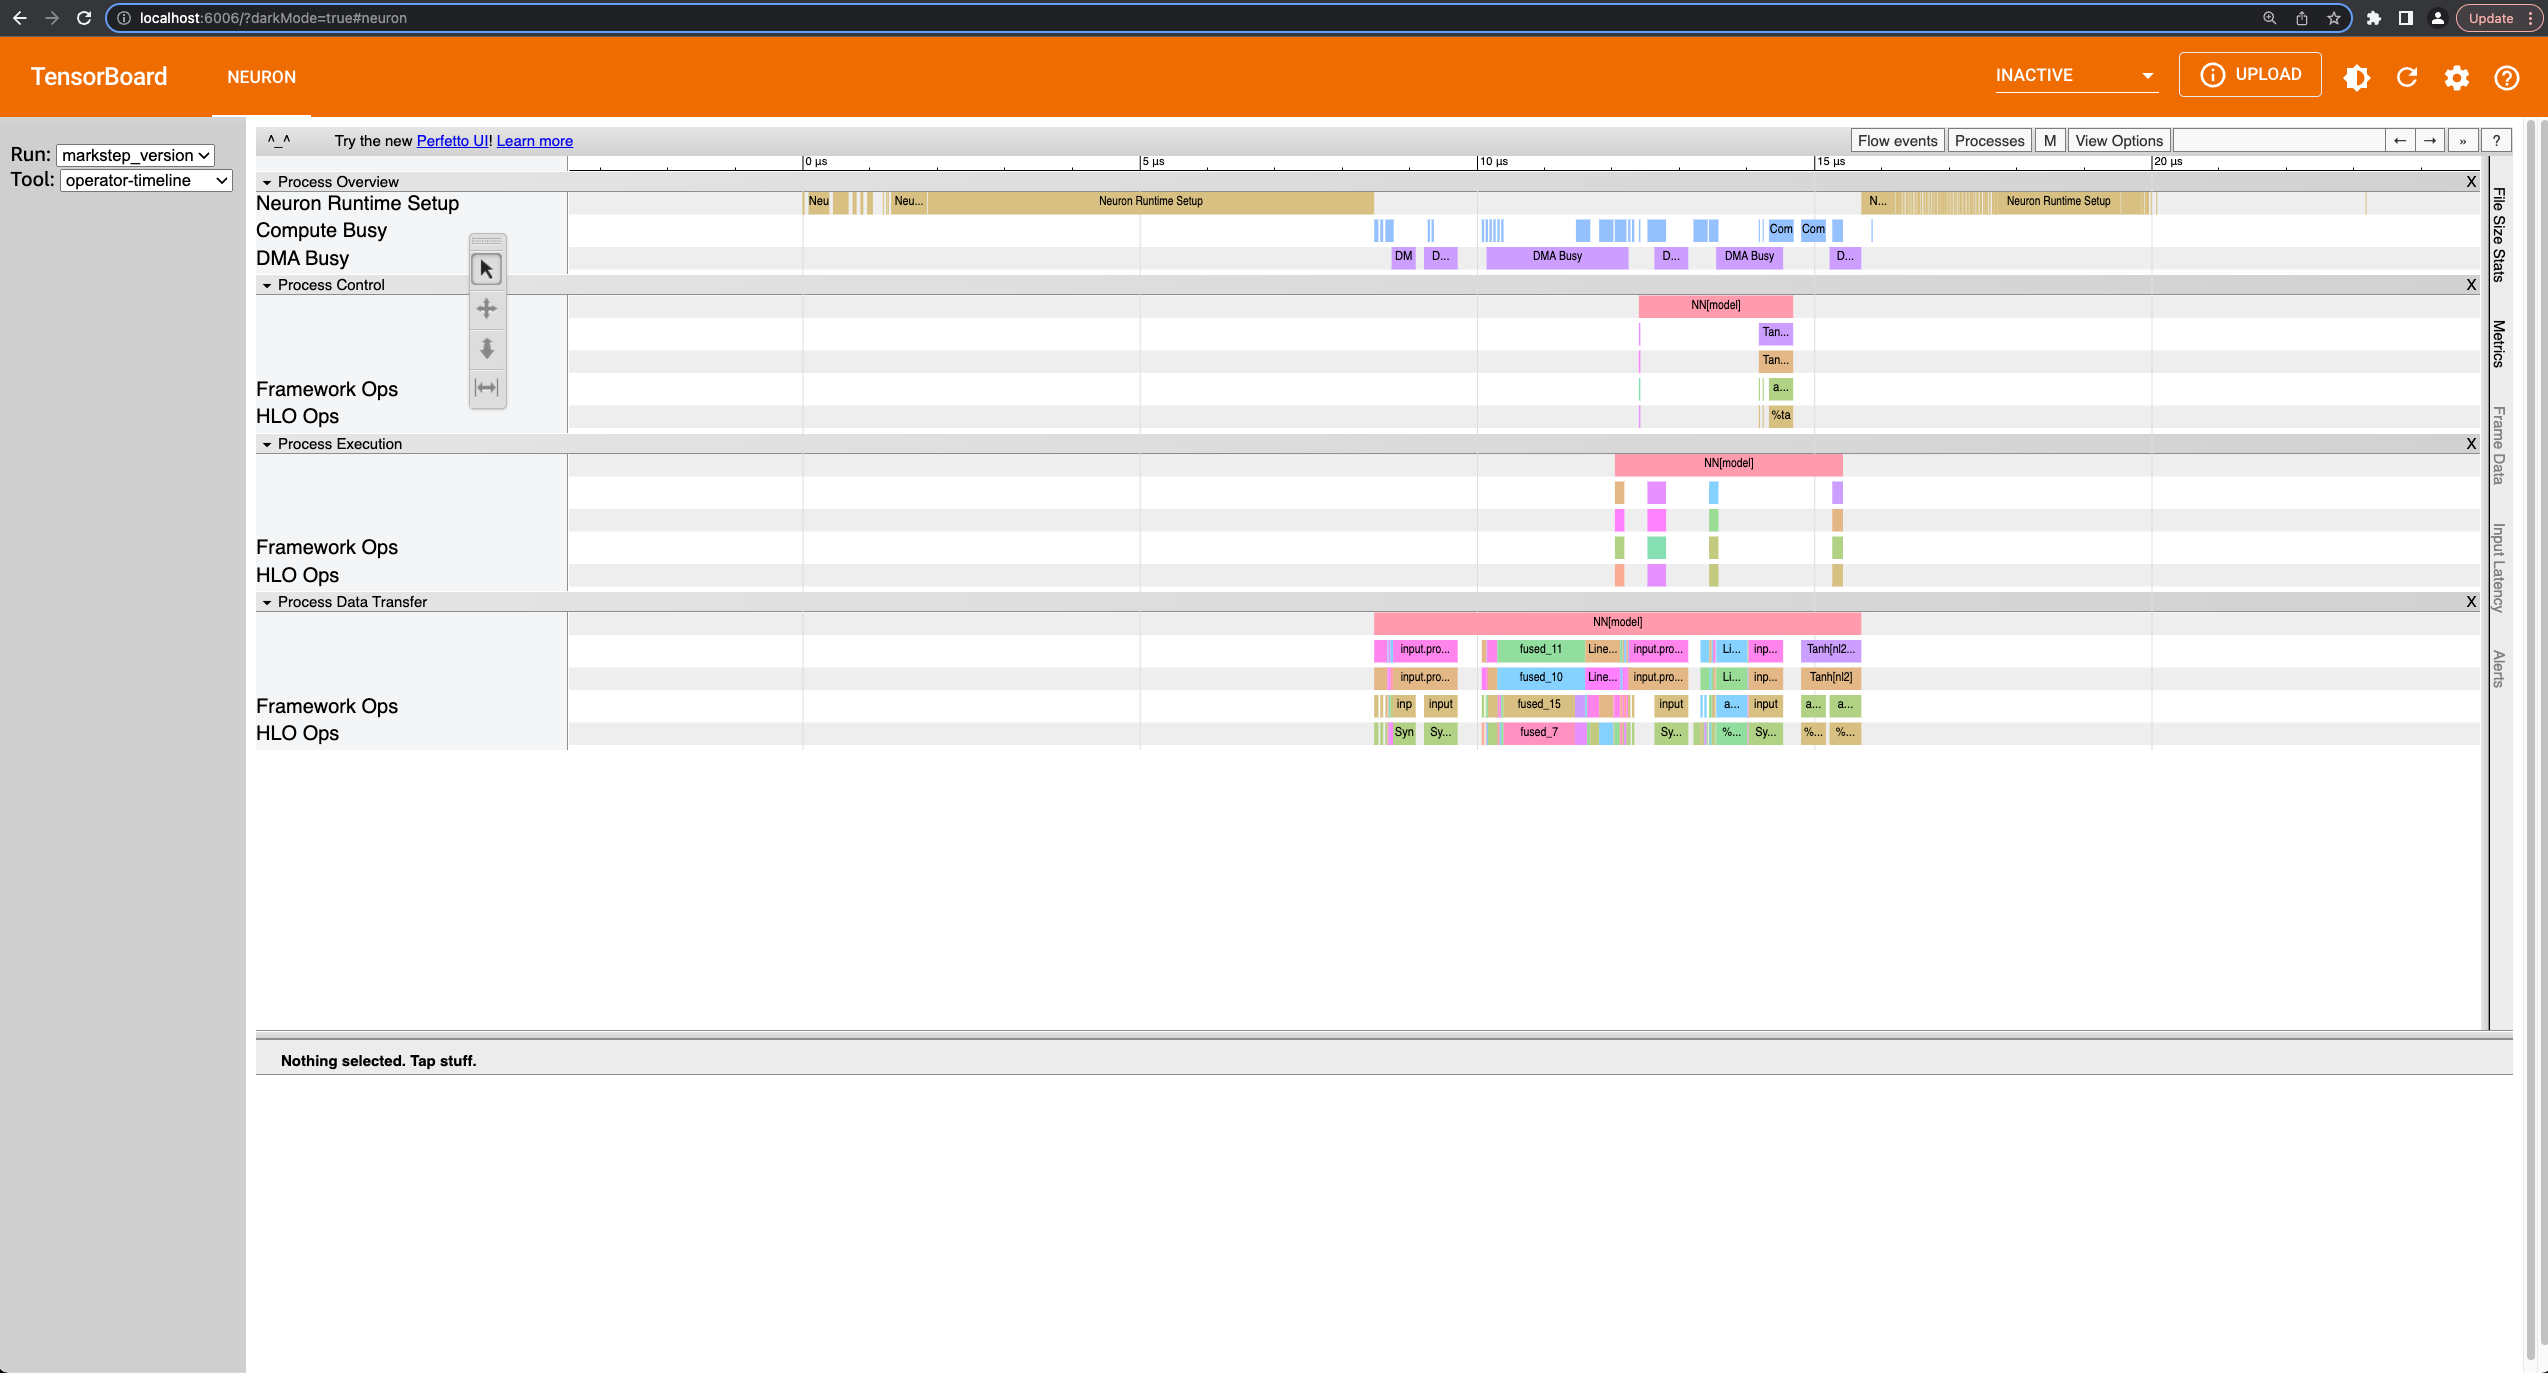 localhost:6006/?darkMode=true#neuron
Update
TensorBoard
NEURON
INACTIVE
UPLOAD
Run: markstep_version
Tool: operator-timeline
^_^
Try the new Perfetto UI! Learn more
Flow events
Processes
M
View Options
←
→
»
?
0 µs
5 µs
10 µs
15 µs
20 µs
Process Overview
X
Neuron Runtime Setup
Neu
Neu...
Neuron Runtime Setup
N...
Neuron Runtime Setup
Compute Busy
Com
Com
DMA Busy
DM
D...
DMA Busy
D...
DMA Busy
D...
Process Control
X
NN[model]
Tan...
Tan...
Framework Ops
a...
HLO Ops
%ta
Process Execution
X
NN[model]
Framework Ops
HLO Ops
Process Data Transfer
X
NN[model]
input.pro...
fused_11
Line...
input.pro...
Li...
inp...
Tanh[nl2...
input.pro...
fused_10
Line...
input.pro...
Li...
inp...
Tanh[nl2]
Framework Ops
inp
input
fused_15
input
a...
input
a...
a...
HLO Ops
Syn
Sy...
fused_7
Sy...
%...
Sy...
%...
%...
File Size Stats
Metrics
Frame Data
Input Latency
Alerts
Nothing selected. Tap stuff.